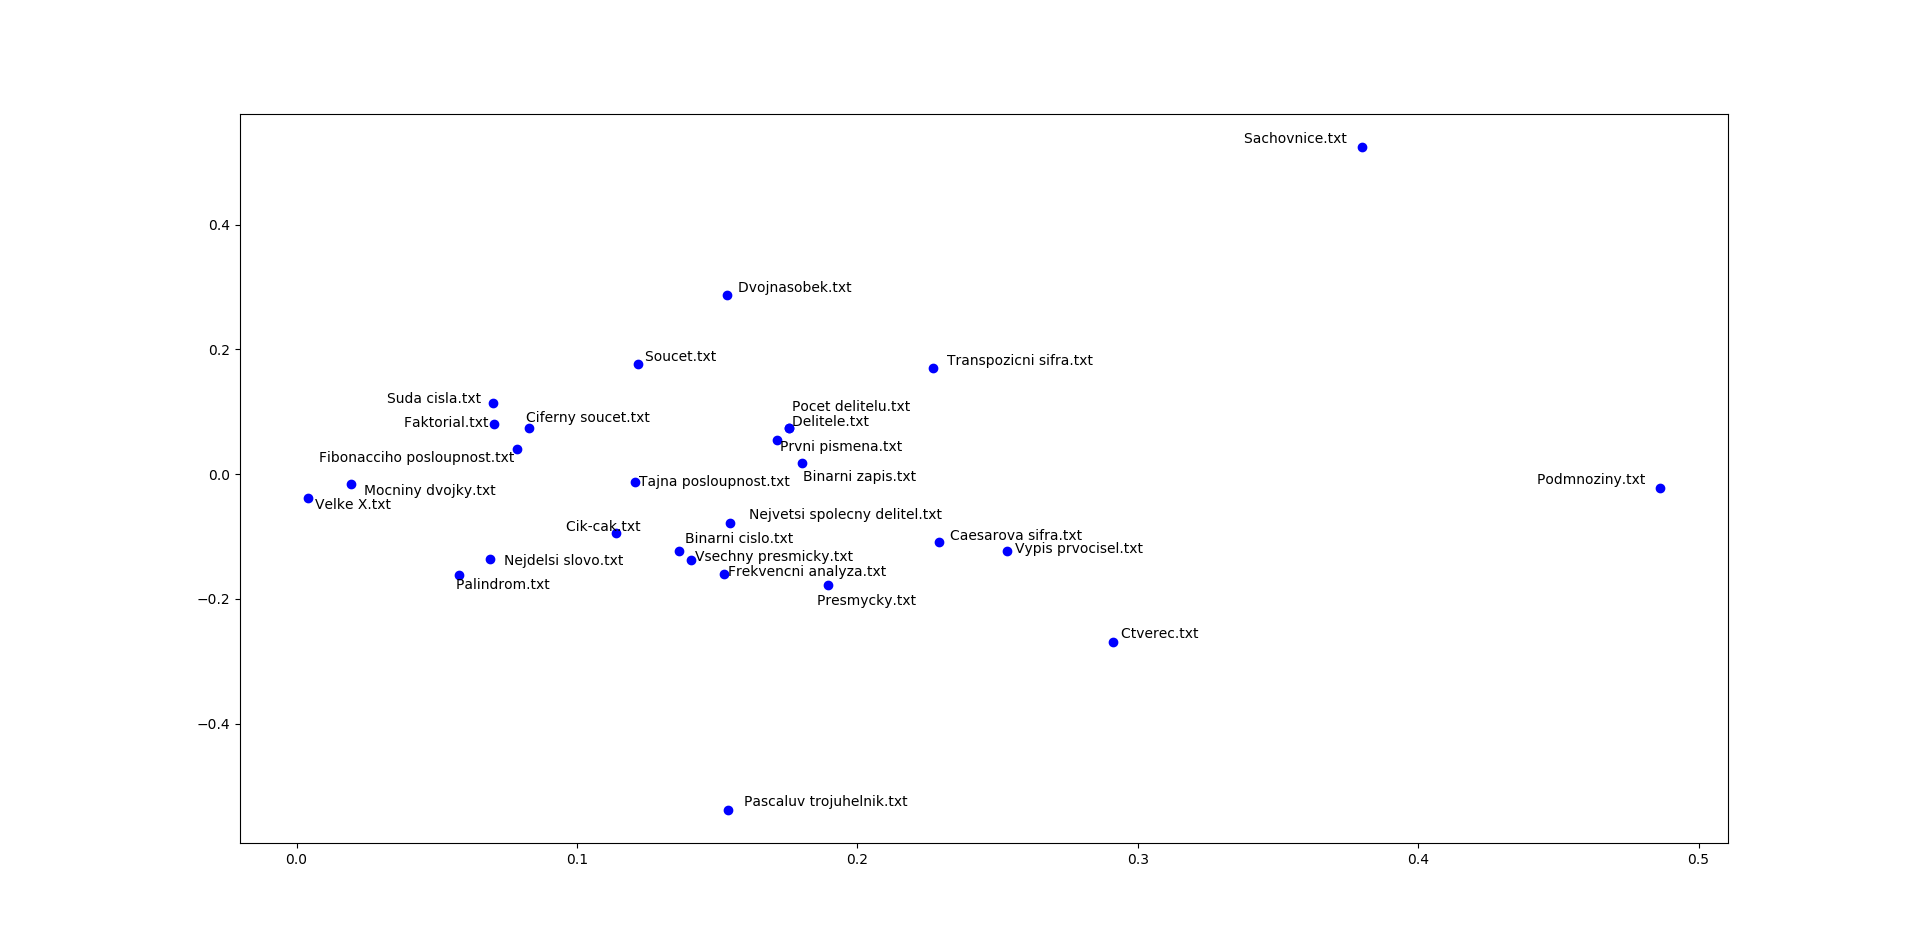 Sachovnice.txt
0.4
Dvojnasobek.txt
0.2
Soucet.txt
Transpozicni sifra.txt
Suda cisla.txt
Pocet delitelu.txt
Faktorial.txt
Ciferny soucet.txt
Delitele.txt
Prvni pismena.txt
Fibonacciho posloupnost.txt
0.0
Binarni zapis.txt
Podmnoziny.txt
Tajna posloupnost.txt
Mocniny dvojky.txt
Velke X.txt
Nejvetsi spolecny delitel.txt
Cik-cak.txt
Caesarova sifra.txt
Binarni cislo.txt
Vypis prvocisel.txt
Vsechny presmicky.txt
Nejdelsi slovo.txt
Frekvencni analyza.txt
Palindrom.txt
−0.2
Presmycky.txt
Ctverec.txt
−0.4
Pascaluv trojuhelnik.txt
0.0 0.1 0.2 0.3 0.4 0.5